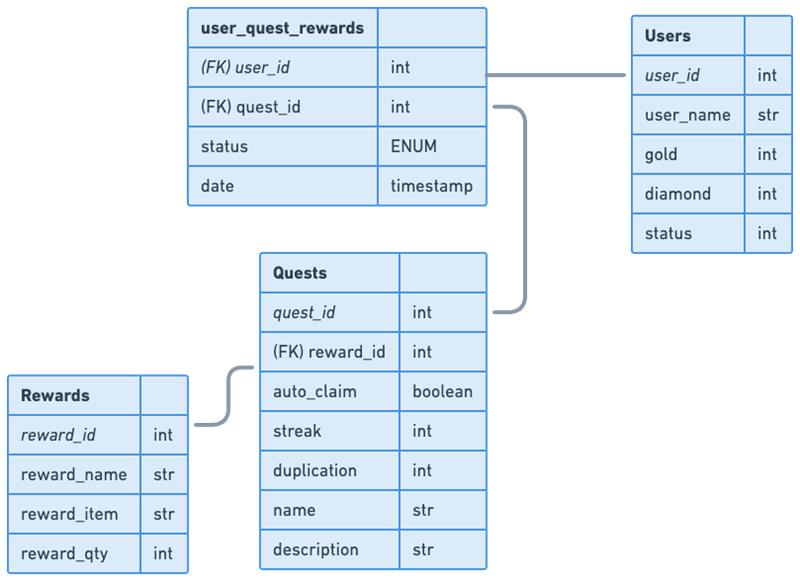 user_quest_rewards
(FK) user_id int
(FK) quest_id int
status ENUM
date timestamp
Users
user_id int
user_name str
gold int
diamond int
status int
Quests
quest_id int
(FK) reward_id int
auto_claim boolean
streak int
duplication int
name str
description str
Rewards
reward_id int
reward_name str
reward_item str
reward_qty int